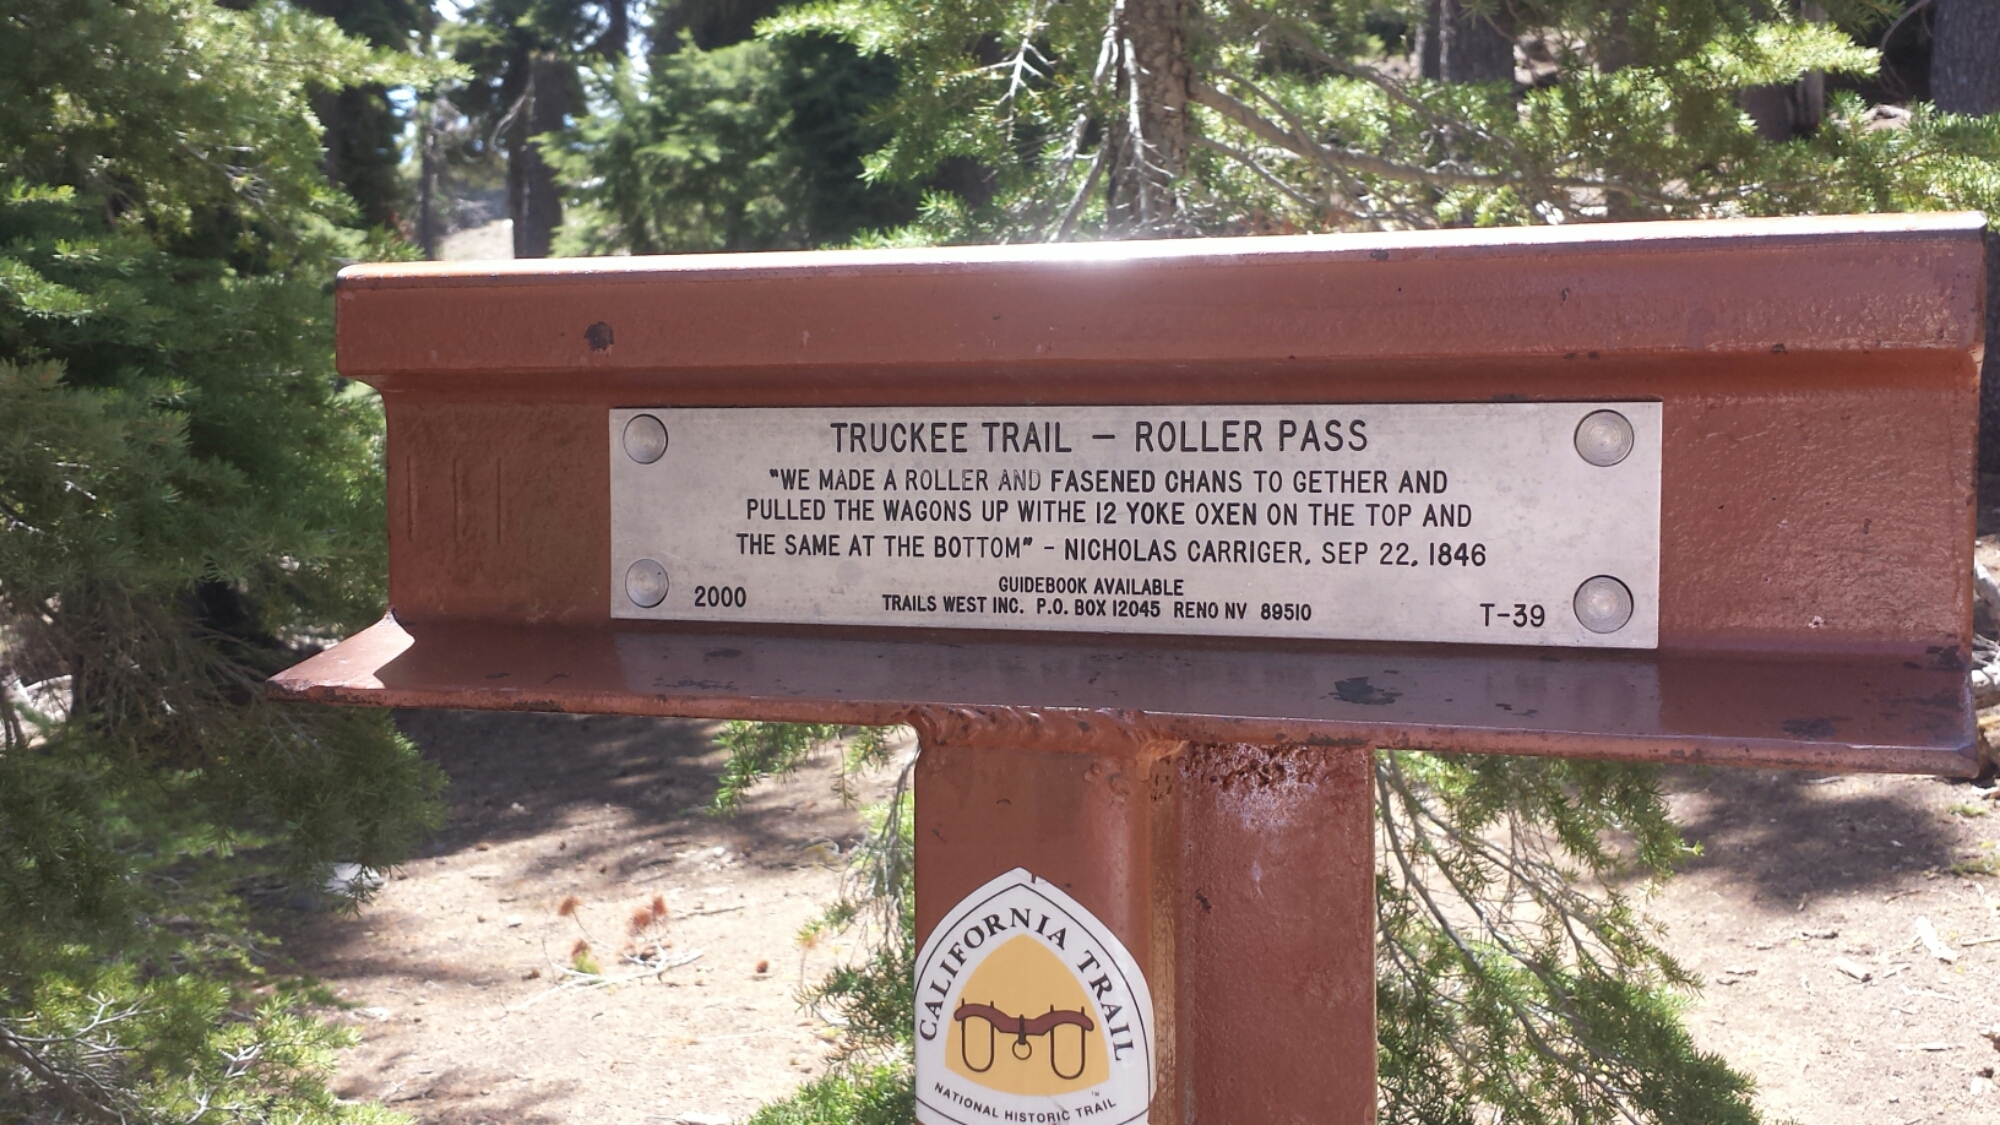 TRUCKEE TRAIL — ROLLER PASS
"WE MADE A ROLLER AND FASENED CHANS TO GETHER AND
PULLED THE WAGONS UP WITHE 12 YOKE OXEN ON THE TOP AND
THE SAME AT THE BOTTOM" - NICHOLAS CARRIGER, SEP 22, 1846
GUIDEBOOK AVAILABLE
2000 TRAILS WEST INC. P.O. BOX 12045 RENO NV 89510 T-39
CALIFORNIA TRAIL
NATIONAL HISTORIC TRAIL™